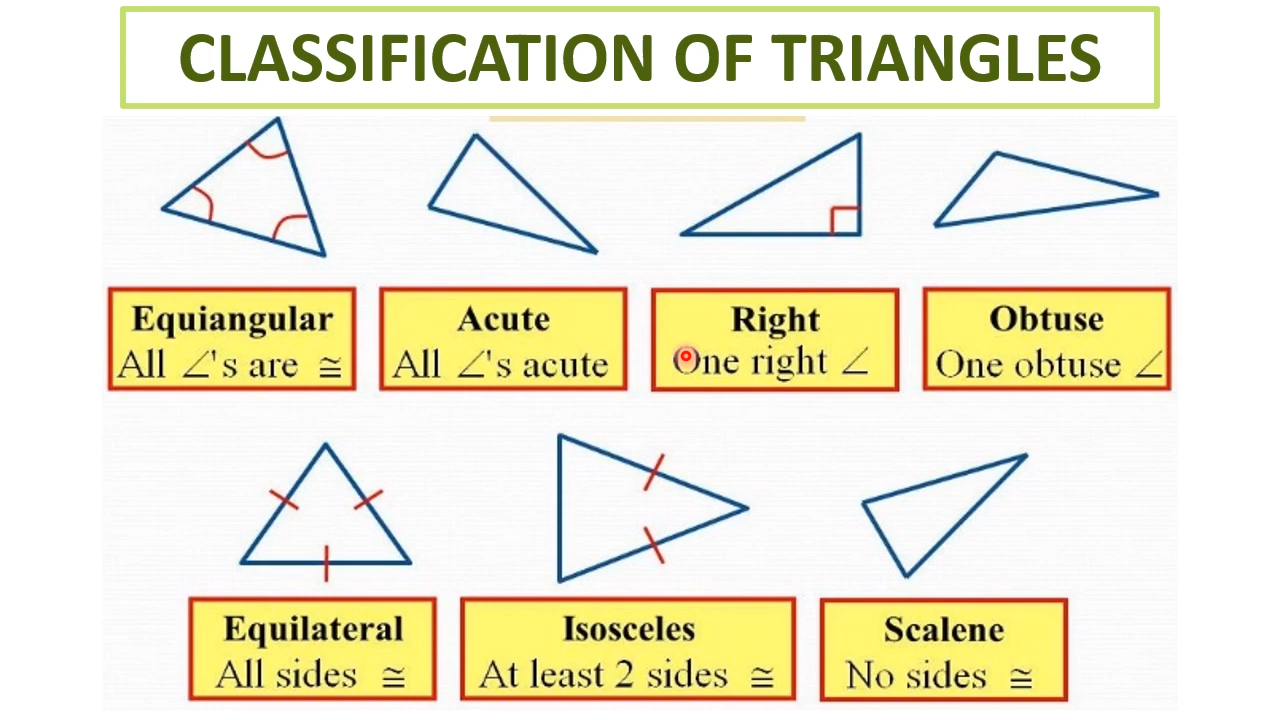 CLASSIFICATION OF TRIANGLES
Equiangular
All ∠'s are ≅
Acute
All ∠'s acute
Right
One right ∠
Obtuse
One obtuse ∠
Equilateral
All sides ≅
Isosceles
At least 2 sides ≅
Scalene
No sides ≅